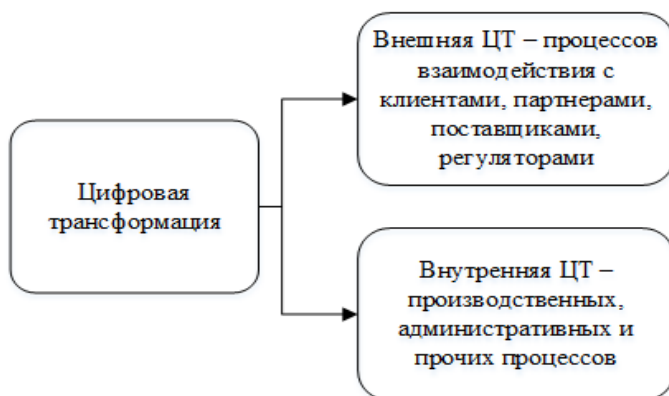 Внешняя ЦТ – процессов
взаимодействия с
клиентами, партнерами,
поставщиками,
регуляторами
Цифровая
трансформация
Внутренняя ЦТ –
производственных,
административных и
прочих процессов